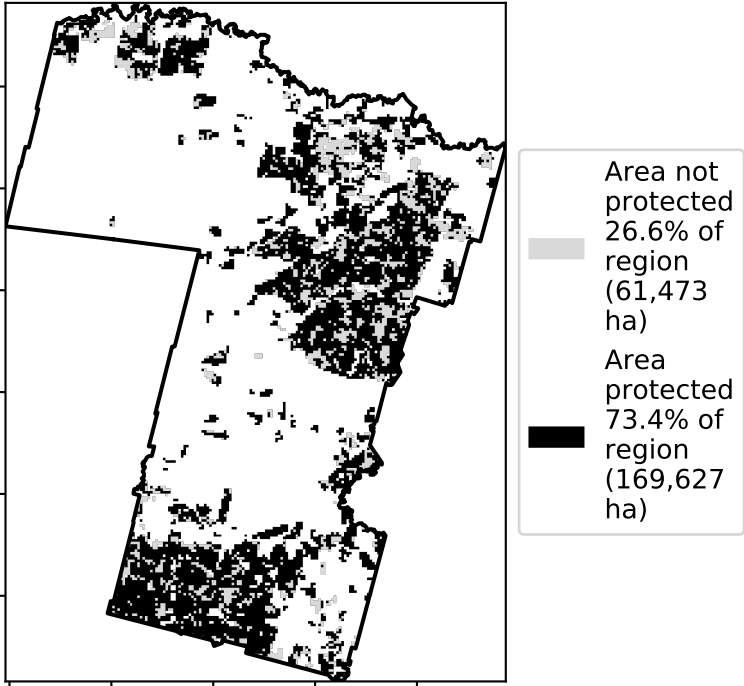 Area not
protected
26.6% of
region
(61,473
ha)
Area
protected
73.4% of
region
(169,627
ha)